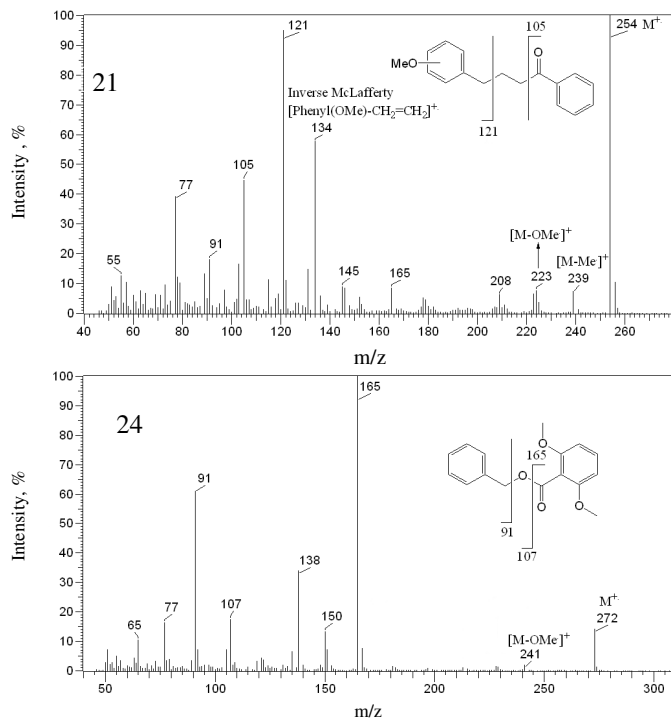 100
90
80
70
60
50
40
30
20
10
0
Intensity , %
21
121
105
254 M+.
MeO
O
121
105
Inverse McLafferty
[Phenyl(OMe)-CH2=CH2]+
134
105
77
91
55
145
165
208
[M-OMe]+
223
[M-Me]+
239
40 60 80 100 120 140 160 180 200 220 240 260
m/z
100
90
80
70
60
50
40
30
20
10
0
Intensity, %
24
165
91
138
107
77
65
150
O
165
O
O
O
91
107
M+.
272
[M-OMe]+
241
50 100 150 200 250 300
m/z